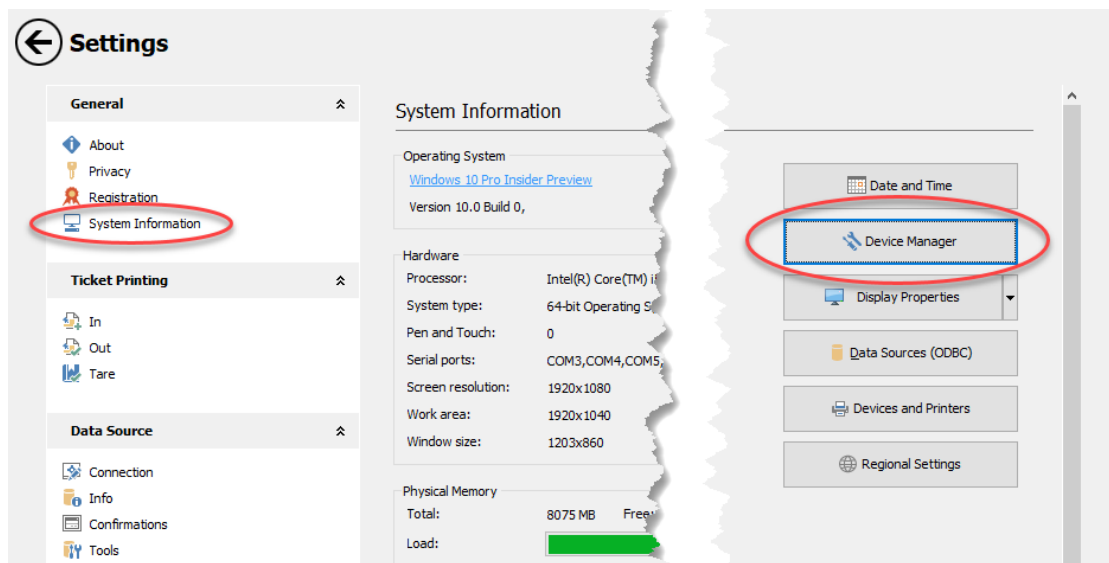 Settings
General
About
Privacy
Registration
System Information
Ticket Printing
In
Out
Tare
Data Source
Connection
Info
Confirmations
Tools
System Information
Operating System
Windows 10 Pro Insider Preview
Version 10.0 Build 0,
Hardware
Processor: Intel(R) Core(TM)
System type: 64-bit Operating
Pen and Touch: 0
Serial ports: COM3,COM4,COM5,
Screen resolution: 1920x1080
Work area: 1920x1040
Window size: 1203x860
Physical Memory
Total: 8075 MB Free:
Load:
Date and Time
Device Manager
Display Properties
Data Sources (ODBC)
Devices and Printers
Regional Settings